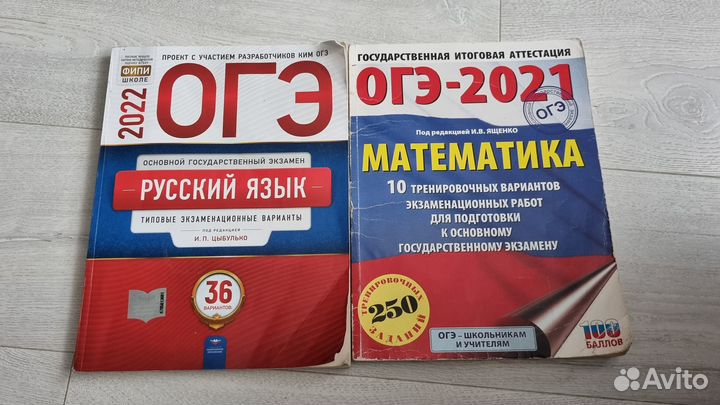 ПРОЕКТ С УЧАСТИЕМ РАЗРАБОТЧИКОВ КИМ ОГЭ
ФИПИ
ШКОЛЕ
2022
ОГЭ
ОСНОВНОЙ ГОСУДАРСТВЕННЫЙ ЭКЗАМЕН
РУССКИЙ ЯЗЫК
ТИПОВЫЕ ЭКЗАМЕНАЦИОННЫЕ ВАРИАНТЫ
ПОД РЕДАКЦИЕЙ
И. П. ЦЫБУЛЬКО
36
ВАРИАНТОВ
ГОСУДАРСТВЕННАЯ ИТОГОВАЯ АТТЕСТАЦИЯ
ОГЭ-2021
ОГЭ
Под редакцией И.В. ЯЩЕНКО
МАТЕМАТИКА
10 ТРЕНИРОВОЧНЫХ ВАРИАНТОВ
ЭКЗАМЕНАЦИОННЫХ РАБОТ
ДЛЯ ПОДГОТОВКИ
К ОСНОВНОМУ
ГОСУДАРСТВЕННОМУ ЭКЗАМЕНУ
ТРЕНИРОВОЧНЫХ
250
ЗАДАНИЙ
ОГЭ - ШКОЛЬНИКАМ
И УЧИТЕЛЯМ
100
БАЛЛОВ
Avito